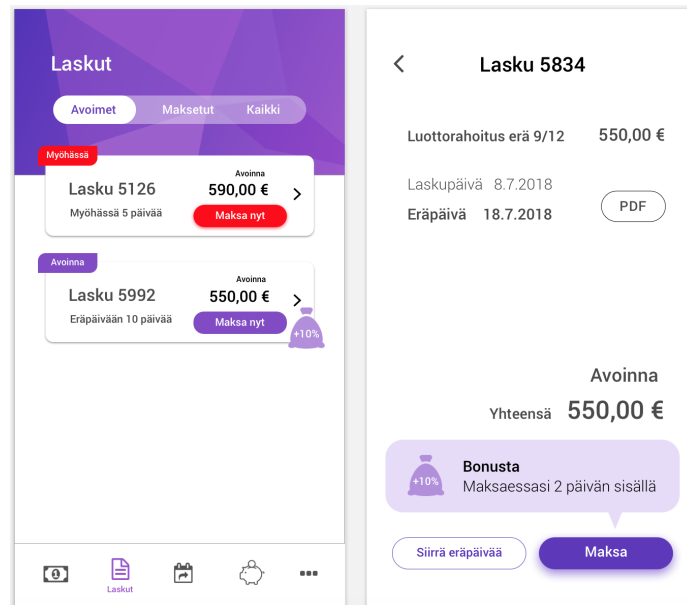 Laskut
Avoimet Maksetut Kaikki
Myöhässä
Lasku 5126
Myöhässä 5 päivää
Avoinna
590,00 €
Maksa nyt
Avoinna
Lasku 5992
Eräpäivään 10 päivää
Avoinna
550,00 €
Maksa nyt
+10%
Laskut
Lasku 5834
Luottorahoitus erä 9/12 550,00 €
Laskupäivä 8.7.2018
Eräpäivä 18.7.2018
PDF
Avoinna
Yhteensä 550,00 €
+10%
Bonusta
Maksaessasi 2 päivän sisällä
Siirrä eräpäivää
Maksa